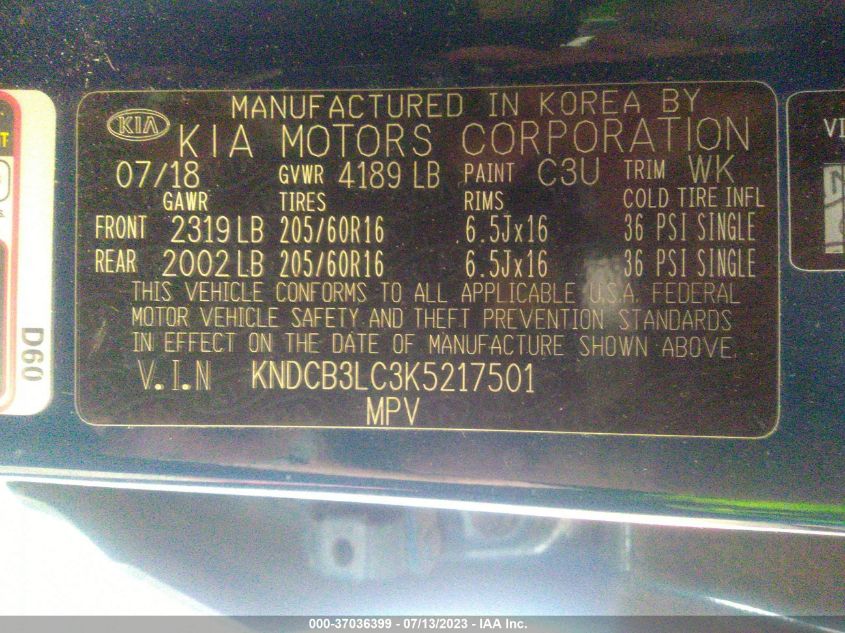 MANUFACTURED IN KOREA BY
KIA KIA MOTORS CORPORATION
07/18 GVWR 4189 LB PAINT C3U TRIM WK
GAWR TIRES RIMS COLD TIRE INFL
FRONT 2319 LB 205/60R16 6.5Jx16 36 PSI SINGLE
REAR 2002 LB 205/60R16 6.5Jx16 36 PSI SINGLE
THIS VEHICLE CONFORMS TO ALL APPLICABLE U.S.A. FEDERAL
MOTOR VEHICLE SAFETY AND THEFT PREVENTION STANDARDS
IN EFFECT ON THE DATE OF MANUFACTURE SHOWN ABOVE.
V.I.N KNDCB3LC3K5217501
MPV
D60
VI
000-37036399 - 07/13/2023 - IAA Inc.